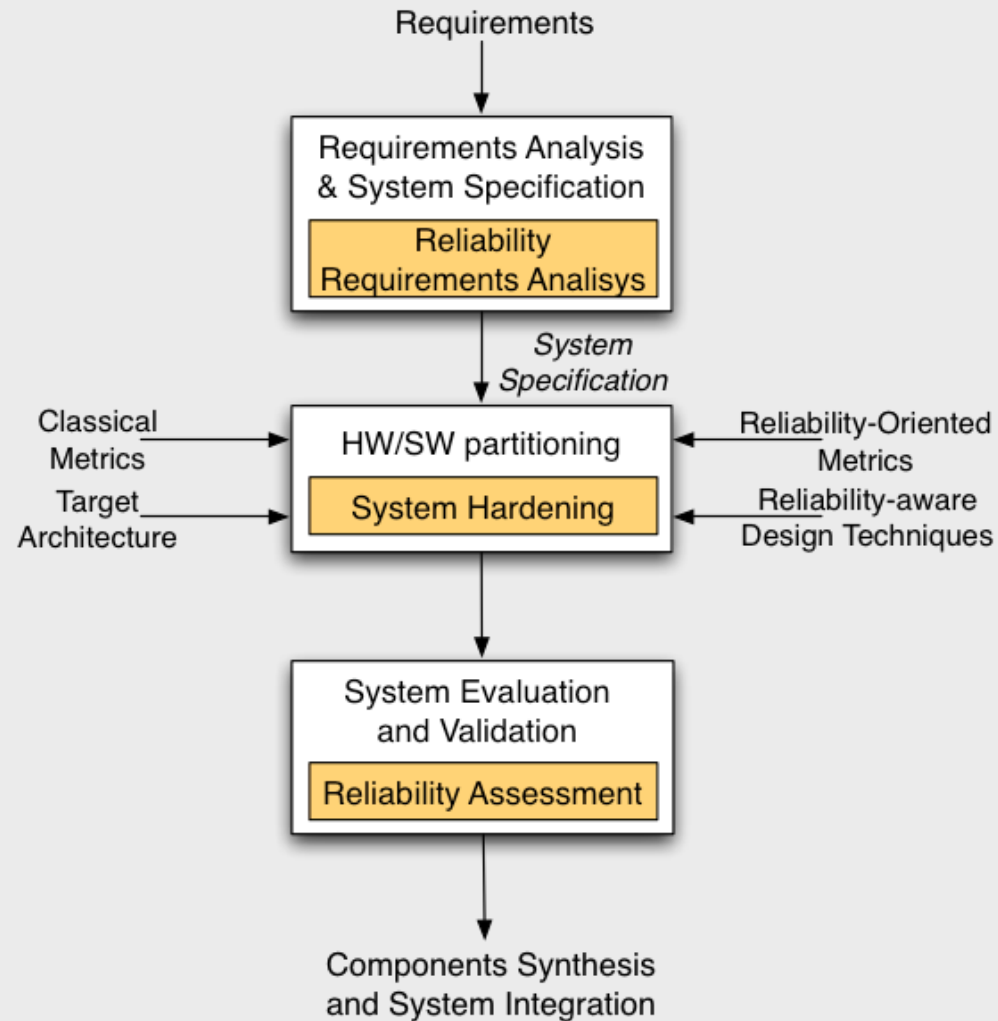 Requirements
Requirements Analysis
& System Specification
Reliability
Requirements Analisys
System
Specification
Classical
Metrics
Target
Architecture
HW/SW partitioning
System Hardening
Reliability-Oriented
Metrics
Reliability-aware
Design Techniques
System Evaluation
and Validation
Reliability Assessment
Components Synthesis
and System Integration